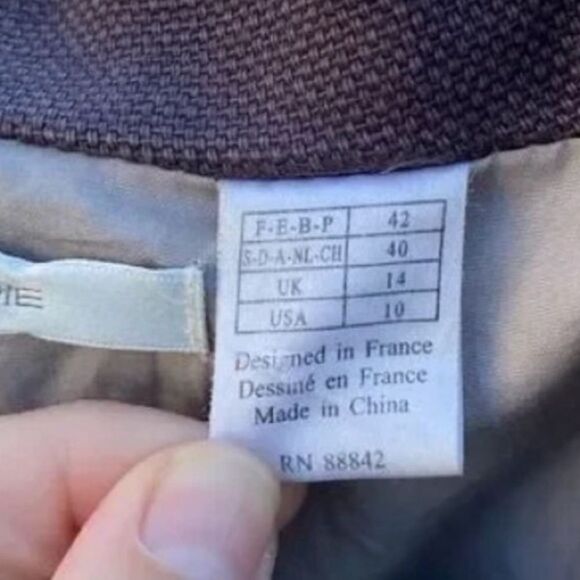 F-E-B-P 42
S-D-A-NL-CH 40
UK 14
USA 10
Designed in France
Dessiné en France
Made in China
RN 88842